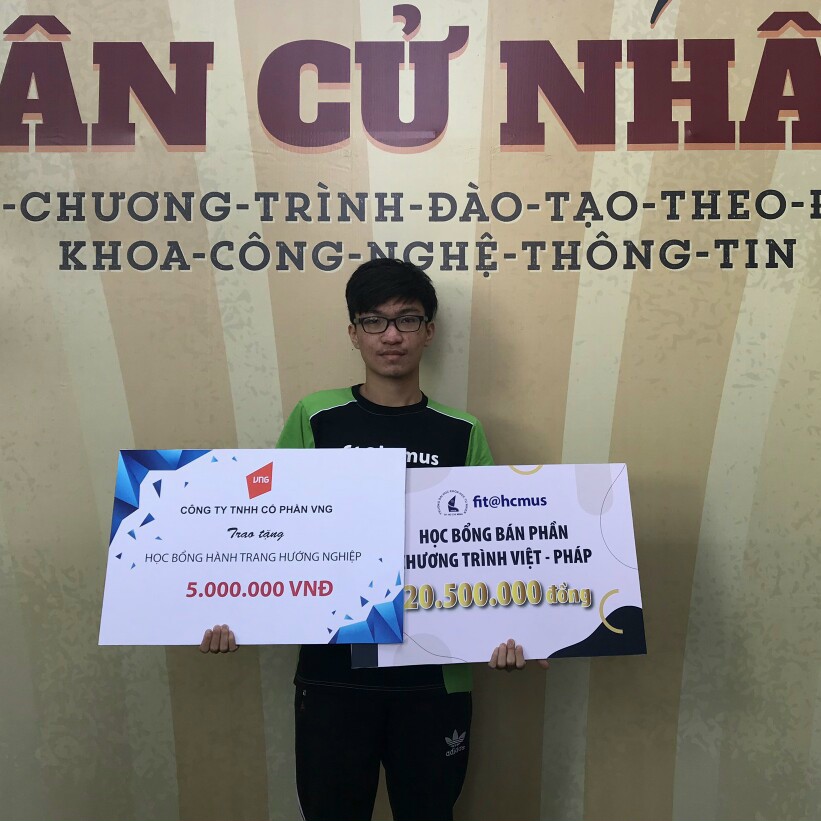 ÂN CỬ NHÂ
-CHƯƠNG-TRÌNH-ĐÀO-TẠO-THEO-
KHOA-CÔNG-NGHỆ-THÔNG-TIN
fit@hcmus
VNG
CÔNG TY TNHH CỔ PHẦN VNG
Trao tặng
HỌC BỔNG HÀNH TRANG HƯỚNG NGHIỆP
5.000.000 VNĐ
fit@hcmus
HỌC BỔNG BÁN PHẦN
HƯƠNG TRÌNH VIỆT - PHÁP
20.500.000 đồng
adidas